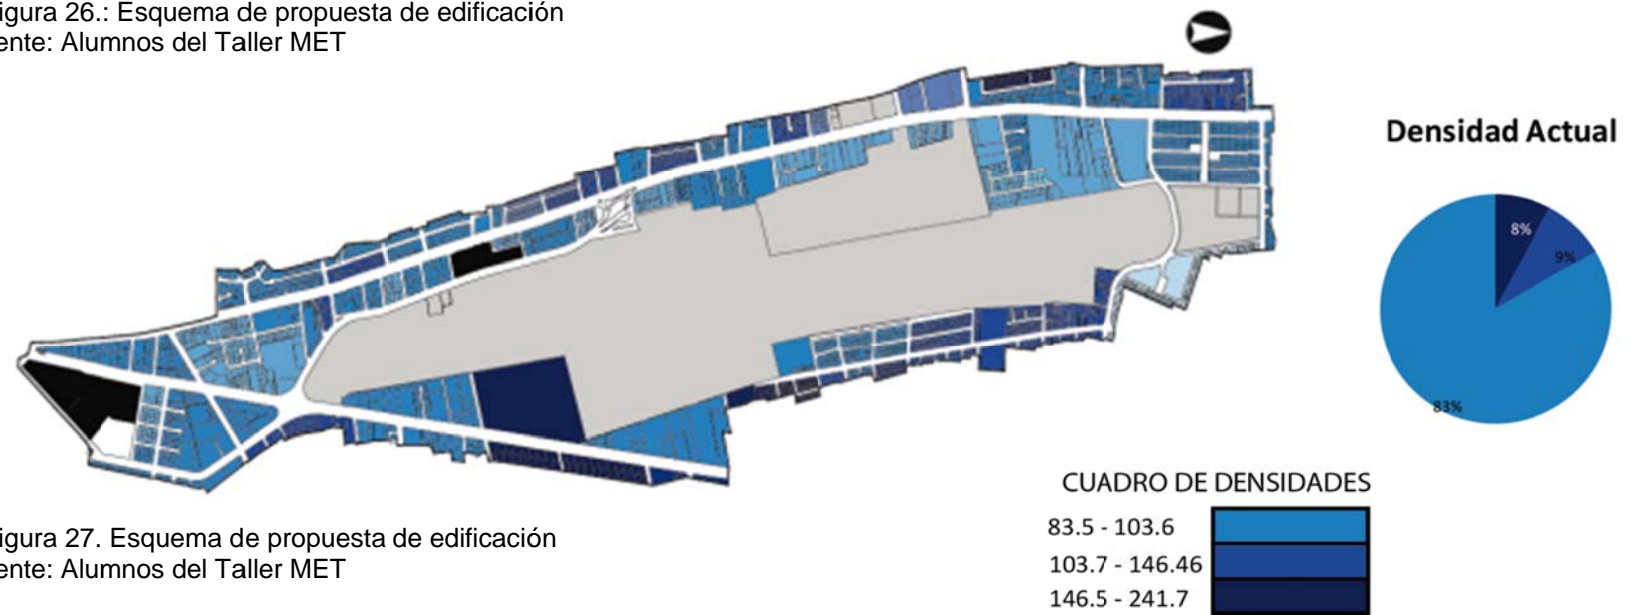 igura 26.: Esquema de propuesta de edificación
ente: Alumnos del Taller MET
Densidad Actual
8%
9%
83%
CUADRO DE DENSIDADES
83.5 - 103.6
103.7 - 146.46
146.5 - 241.7
igura 27. Esquema de propuesta de edificación
ente: Alumnos del Taller MET